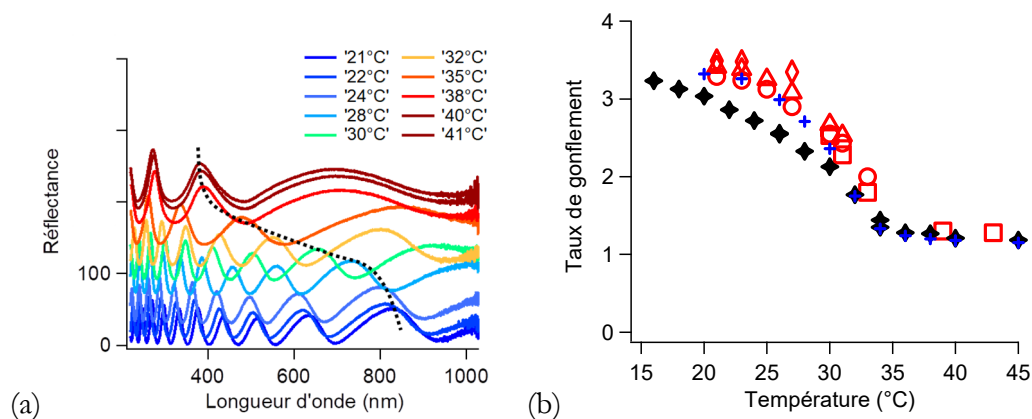 '21°C' '32°C'
'22°C' '35°C'
'24°C' '38°C'
'28°C' '40°C'
'30°C' '41°C'
Réflectance
100
0
400 600 800 1000
Longueur d'onde (nm)
(a)
Taux de gonflement
4
3
2
1
0
15 20 25 30 35 40 45
Température (°C)
(b)